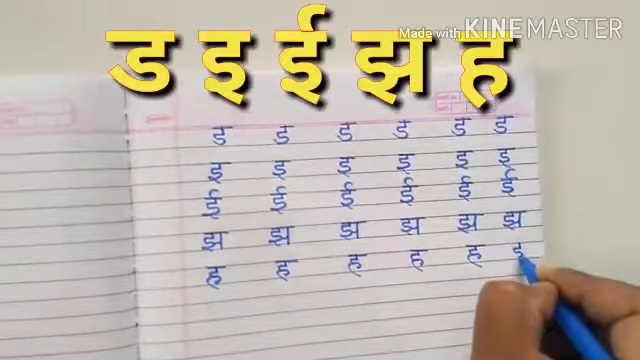 Made with KINEMASTER
ड इ ई झ ह
ड ड ड ड ड ड
इ इ इ इ इ इ
ई ई ई ई ई ई
झ झ झ झ झ झ
ह ह ह ह ह